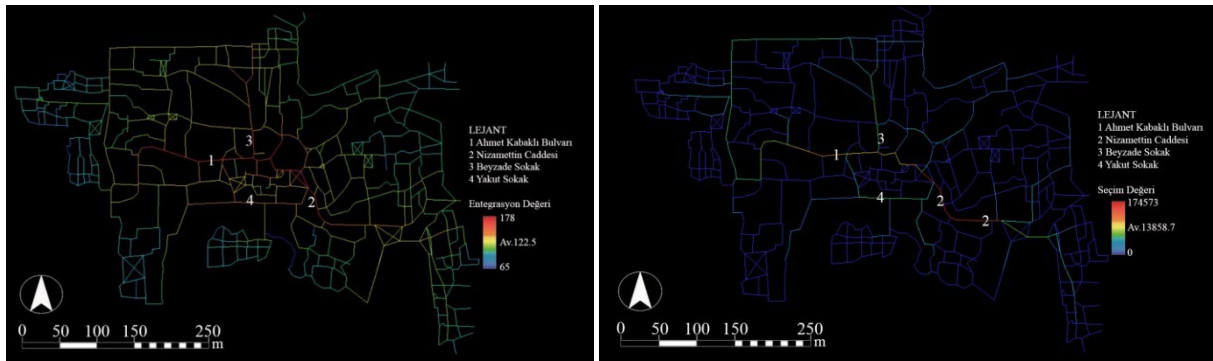 3
1
4
2
LEJANT
1 Ahmet Kabaklı Bulvarı
2 Nizamettin Caddesi
3 Beyzade Sokak
4 Yakut Sokak
Entegrasyon Değeri
178
Av.122.5
65
0 50 100 150 200 250
m
3
1
4
2
2
LEJANT
1 Ahmet Kabaklı Bulvarı
2 Nizamettin Caddesi
3 Beyzade Sokak
4 Yakut Sokak
Seçim Değeri
174573
Av.13858.7
0
0 50 100 150 200 250
m